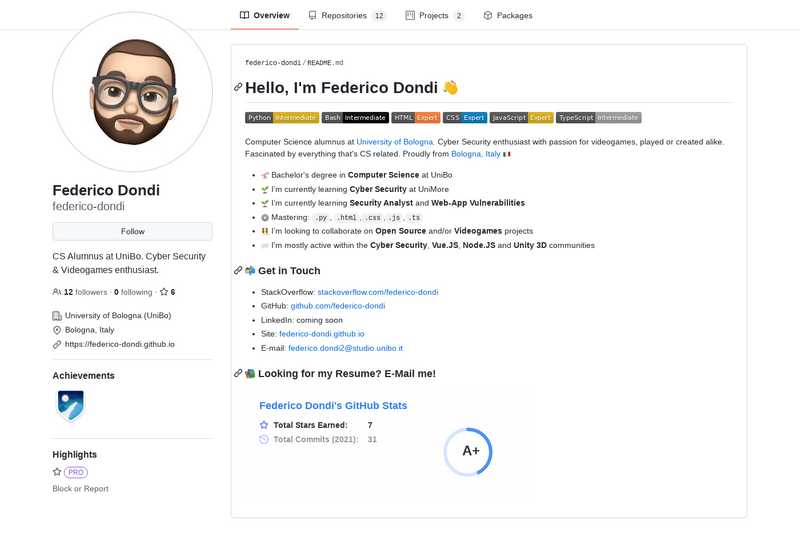 Overview
Repositories 12
Projects 2
Packages
Federico Dondi
federico-dondi
Follow
CS Alumnus at UniBo. Cyber Security
& Videogames enthusiast.
12 followers · 0 following · 6
University of Bologna (UniBo)
Bologna, Italy
https://federico-dondi.github.io
Achievements
Highlights
PRO
Block or Report
federico-dondi/README.md
Hello, I'm Federico Dondi 👋
Python Intermediate Bash Intermediate HTML Expert CSS Expert JavaScript Expert TypeScript Intermediate
Computer Science alumnus at University of Bologna. Cyber Security enthusiast with passion for videogames, played or created alike.
Fascinated by everything that's CS related. Proudly from Bologna, Italy
• Bachelor's degree in Computer Science at UniBo
• I'm currently learning Cyber Security at UniMore
• I'm currently learning Security Analyst and Web-App Vulnerabilities
• Mastering: .py, .html, .css, .js, .ts
• I'm looking to collaborate on Open Source and/or Videogames projects
• I'm mostly active within the Cyber Security, Vue.JS, Node.JS and Unity 3D communities
Get in Touch
• StackOverflow: stackoverflow.com/federico-dondi
• GitHub: github.com/federico-dondi
• LinkedIn: coming soon
• Site: federico-dondi.github.io
• E-mail: federico.dondi2@studio.unibo.it
Looking for my Resume? E-Mail me!
Federico Dondi's GitHub Stats
Total Stars Earned: 7
Total Commits (2021): 31
A+